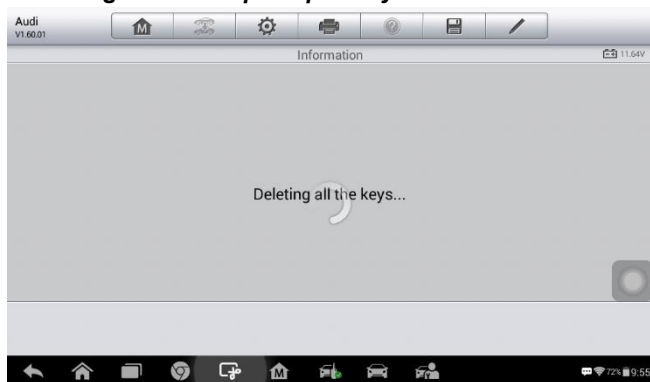 Audi
V1.60.01
Information
11.64V
Deleting all the keys...
72% 9:55